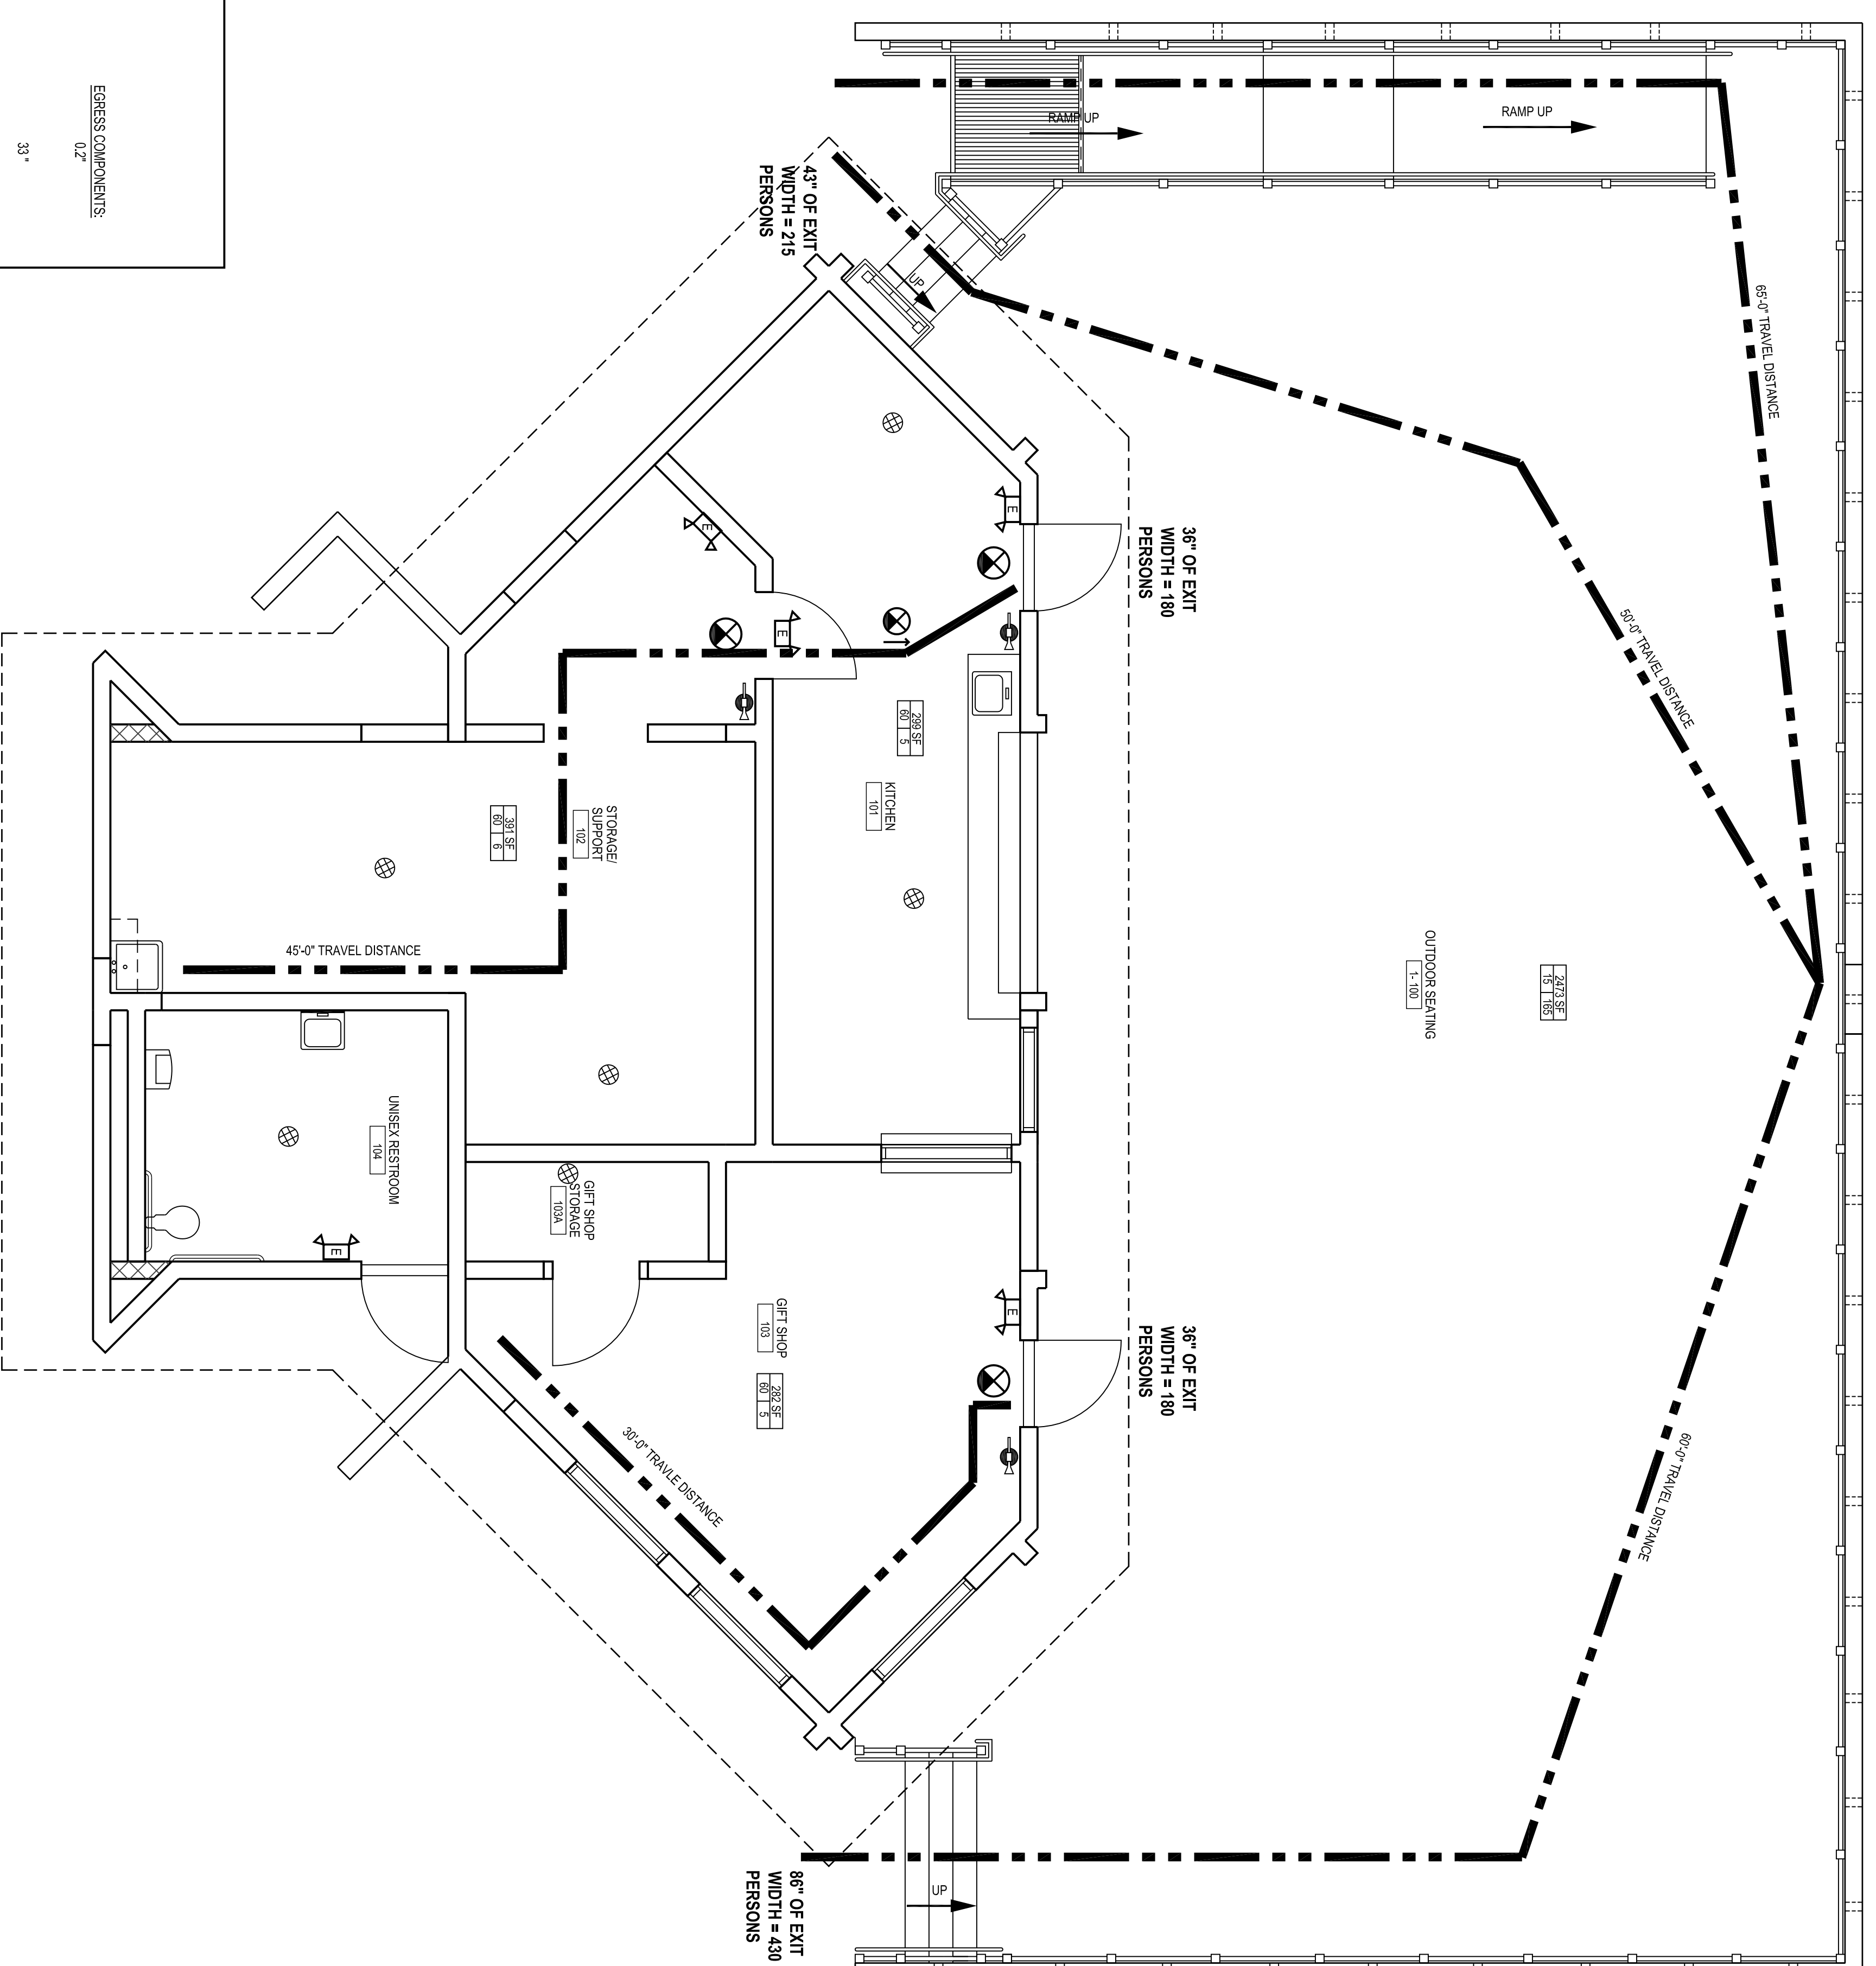 EGRESS COMPONENTS:
0.2"
33 "
RAMP UP
RAMP UP
65'-0" TRAVEL DISTANCE
43" OF EXIT
WIDTH = 215
PERSONS
UP
50'-0" TRAVEL DISTANCE
36" OF EXIT
WIDTH = 180
PERSONS
E
E
E
299 SF
60 5
KITCHEN
101
STORAGE/
SUPPORT
102
391 SF
60 6
45'-0" TRAVEL DISTANCE
OUTDOOR SEATING
1- 100
2473 SF
15 165
UNISEX RESTROOM
104
E
GIFT SHOP
STORAGE
103A
GIFT SHOP
103
282 SF
60 5
E
36" OF EXIT
WIDTH = 180
PERSONS
30'-0" TRAVLE DISTANCE
60'-0" TRAVEL DISTANCE
UP
86" OF EXIT
WIDTH = 430
PERSONS